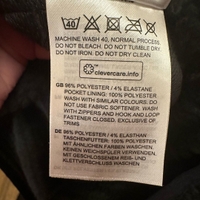 40
MACHINE WASH 40, NORMAL PROCESS
DO NOT BLEACH. DO NOT TUMBLE DRY.
DO NOT IRON. DO NOT DRY CLEAN
clevercare.info
GB 96% POLYESTER / 4% ELASTANE
POCKET LINING: 100% POLYESTER
WASH WITH SIMILAR COLOURS. DO NOT
USE FABRIC SOFTENER. WASH
WITH ZIPPERS AND HOOK AND LOOP
FASTENER CLOSED. EXCLUSIVE OF
TRIMS
DE 96% POLYESTER / 4% ELASTHAN
TASCHENFUTTER: 100% POLYESTER
MIT ÄHNLICHEN FARBEN WASCHEN.
KEINEN WEICHSPÜLER VERWENDEN.
MIT GESCHLOSSENEM REISS- UND
KLETTVERSCHLUSS WASCHEN.